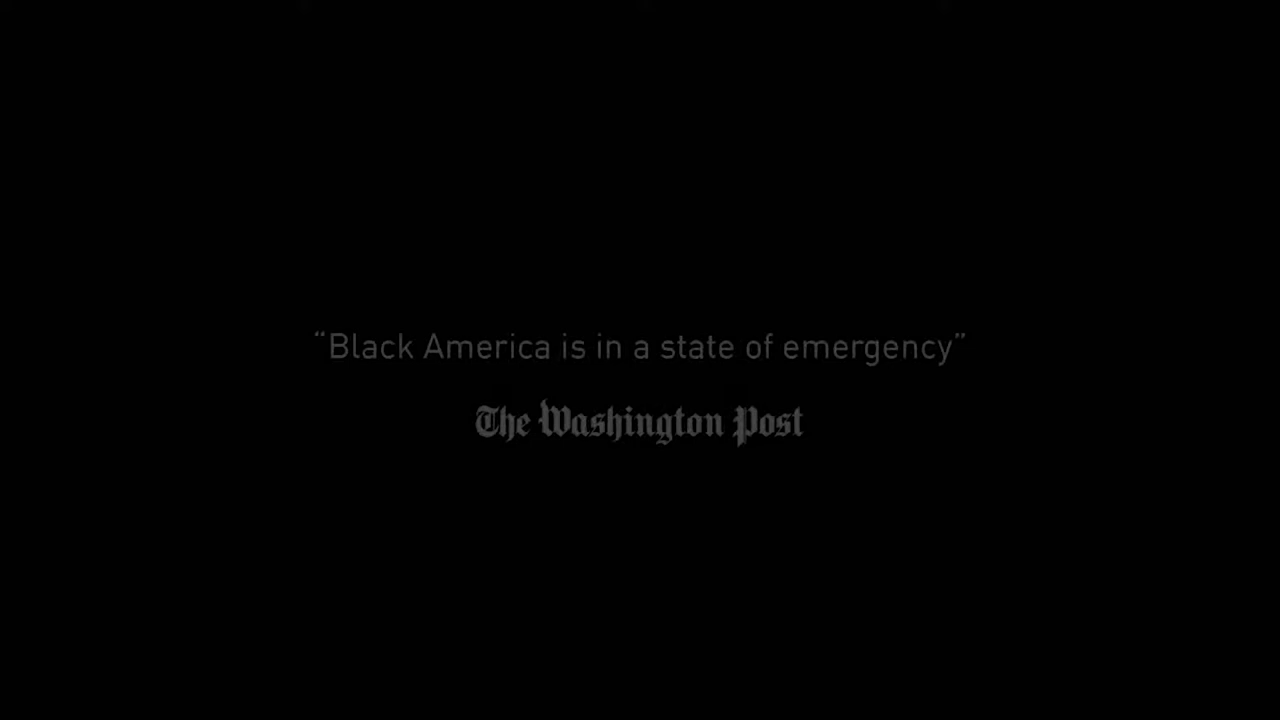 “Black America is in a state of emergency”
The Washington Post